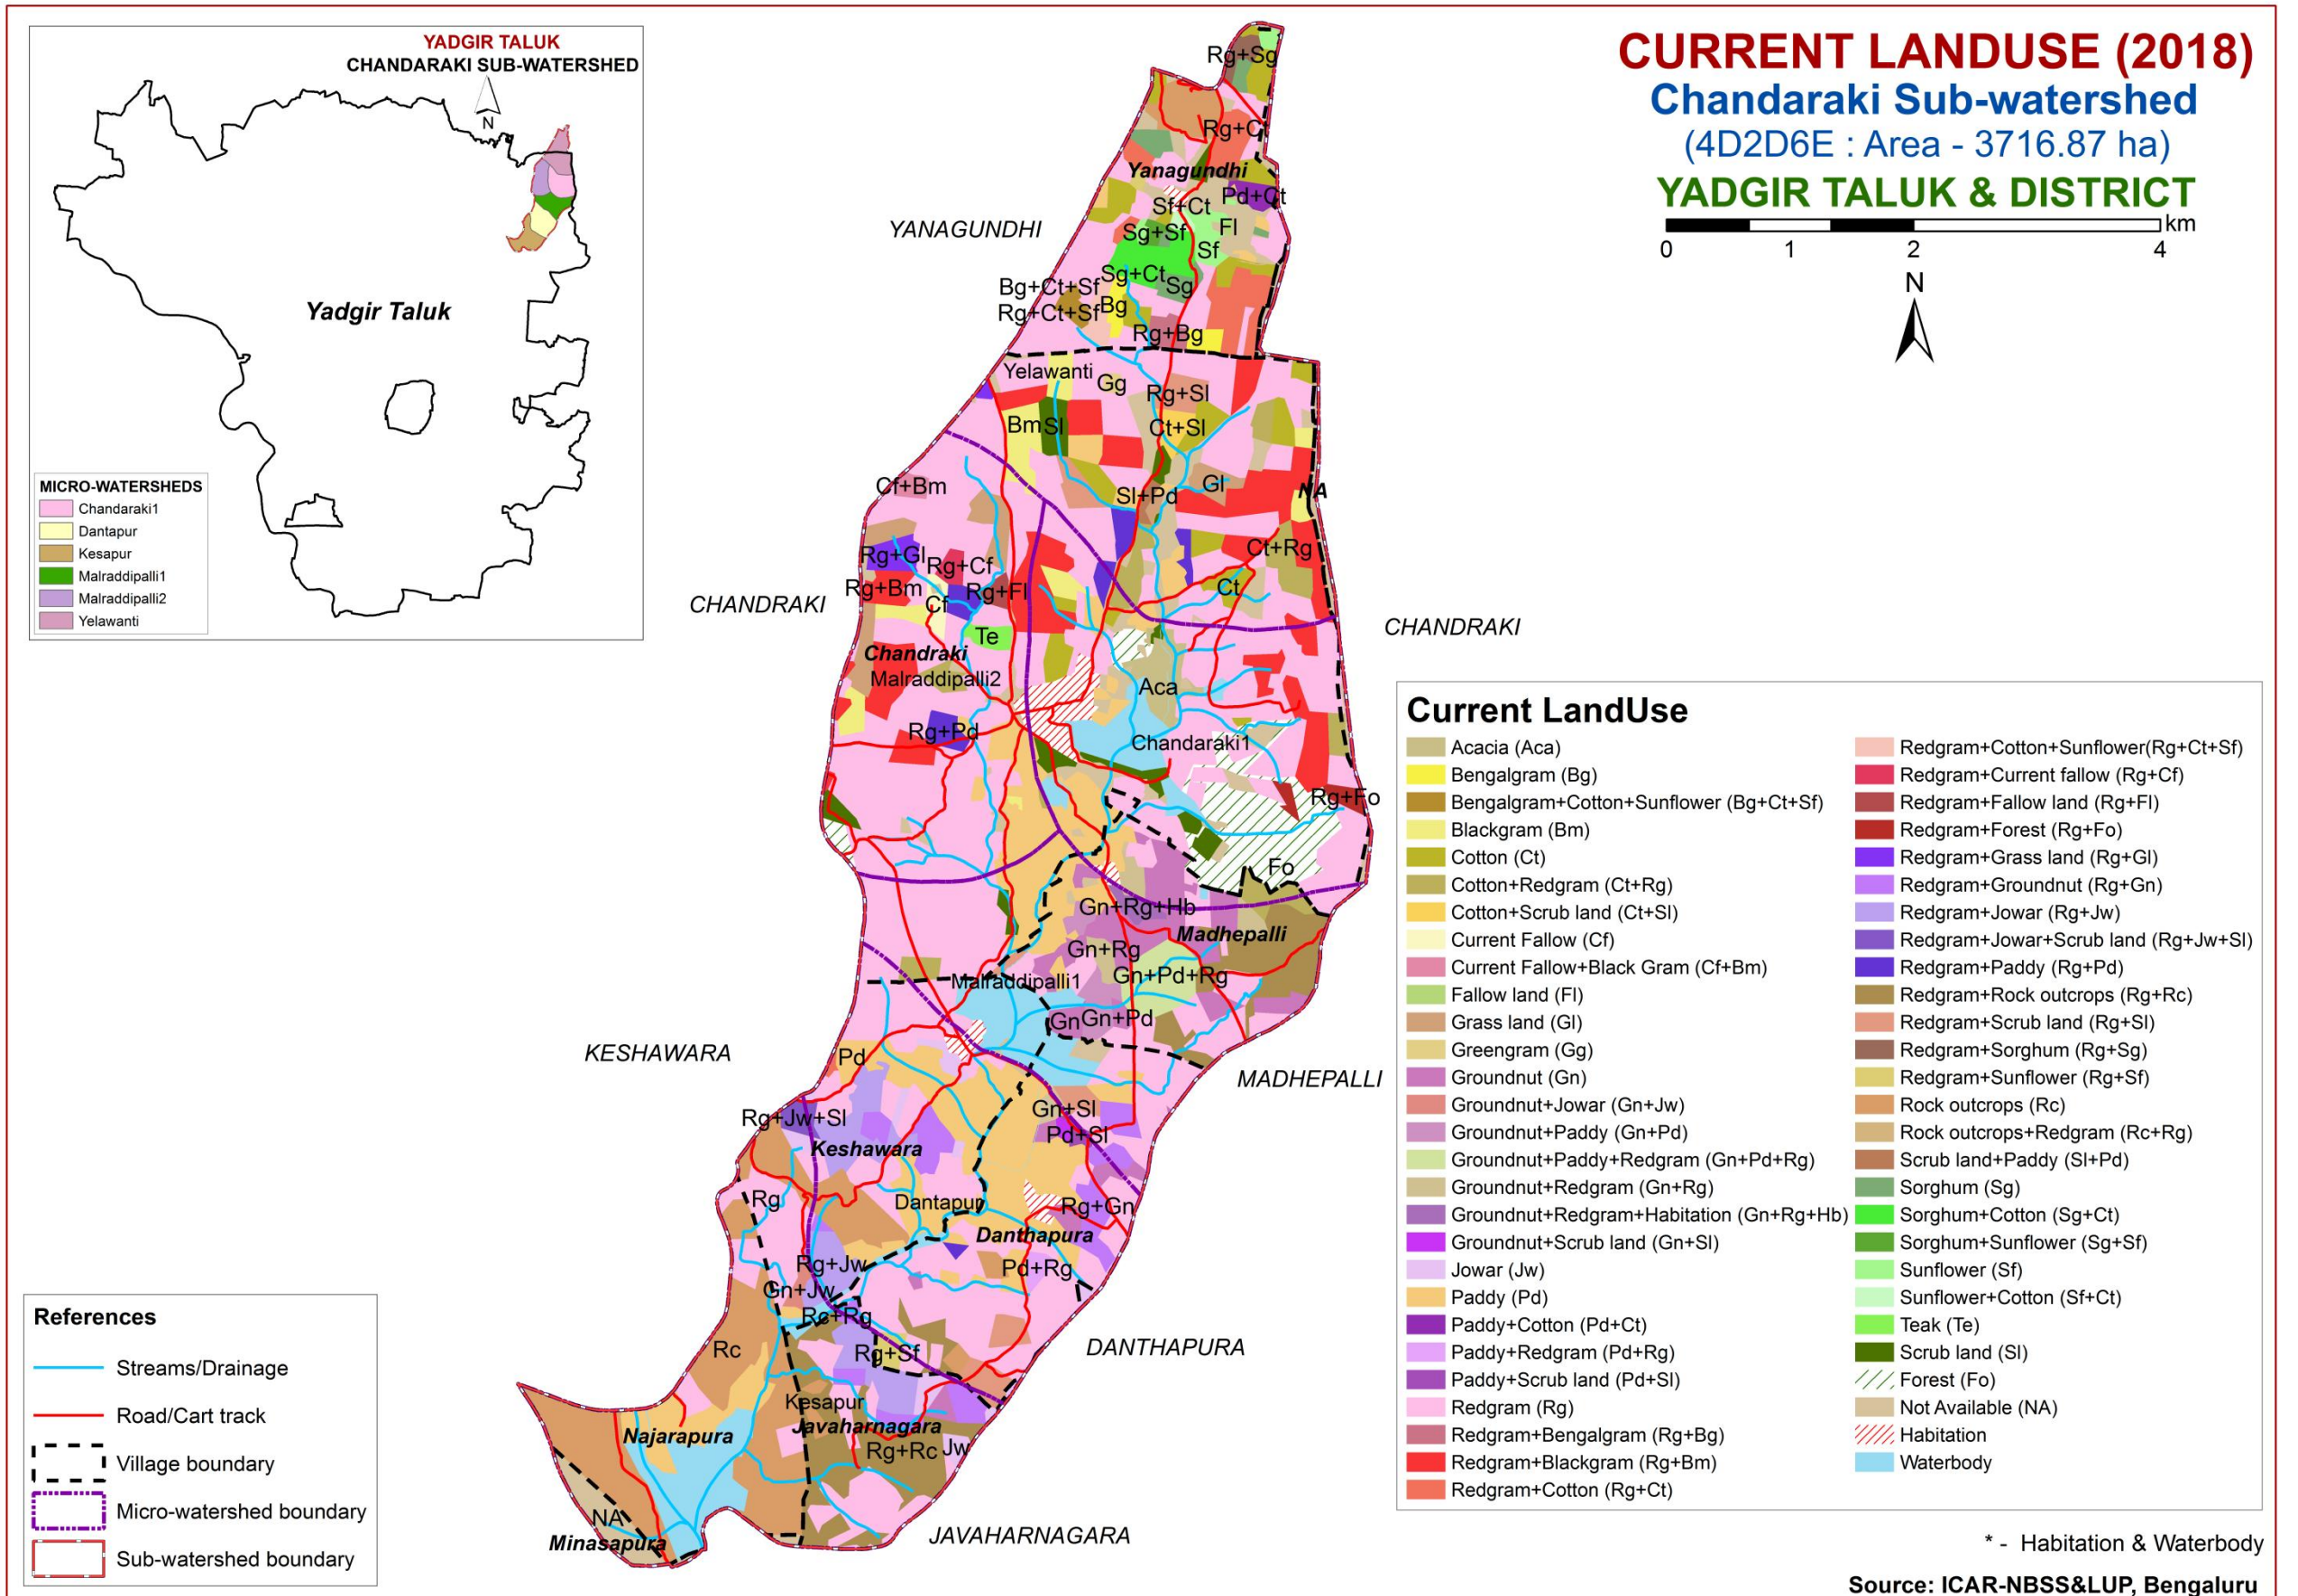 YADGIR TALUK
CHANDARAKI SUB-WATERSHED
N
Yadgir Taluk
MICRO-WATERSHEDS
Chandaraki1
Dantapur
Kesapur
Malraddipalli1
Malraddipalli2
Yelawanti
CURRENT LANDUSE (2018)
Chandaraki Sub-watershed
(4D2D6E : Area - 3716.87 ha)
YADGIR TALUK & DISTRICT
km
0 1 2 4
N
Rg+Sg
Rg+Ct
Yanagundhi
Pd+Ct
Sf+Ct
YANAGUNDHI
Sg+Sf
Fl
Sf
Sg+Ct
Sg
Bg+Ct+Sf
Rg+Ct+Sf
Bg
Rg+Bg
Yelawanti
Gg
Rg+Sl
Bm
Sl
Ct+Sl
Cf+Bm
Sl+Pd
Gl
NA
Rg+Gl
Rg+Cf
Ct+Rg
Rg+Bm
Cf
Rg+Fl
Ct
CHANDRAKI
CHANDRAKI
Te
Chandraki
Malraddipalli2
Aca
Rg+Pd
Chandaraki1
Rg+Fo
Fo
Gn+Rg+Hb
Madhepalli
Gn+Rg
Gn+Pd+Rg
Malraddipalli1
Gn
Gn+Pd
KESHAWARA
Pd
MADHEPALLI
Rg+Jw+Sl
Gn+Sl
Pd+Sl
Keshawara
Rg
Dantapur
Rg+Gn
Danthapura
Rg+Jw
Pd+Rg
Gn+Jw
Rc+Rg
Rc
Rg+Sf
DANTHAPURA
Kesapur
Javaharnagara
Najarapura
Rg+Rc
Jw
NA
Minasapura
JAVAHARNAGARA
Current LandUse
Acacia (Aca)
Bengalgram (Bg)
Bengalgram+Cotton+Sunflower (Bg+Ct+Sf)
Blackgram (Bm)
Cotton (Ct)
Cotton+Redgram (Ct+Rg)
Cotton+Scrub land (Ct+Sl)
Current Fallow (Cf)
Current Fallow+Black Gram (Cf+Bm)
Fallow land (Fl)
Grass land (Gl)
Greengram (Gg)
Groundnut (Gn)
Groundnut+Jowar (Gn+Jw)
Groundnut+Paddy (Gn+Pd)
Groundnut+Paddy+Redgram (Gn+Pd+Rg)
Groundnut+Redgram (Gn+Rg)
Groundnut+Redgram+Habitation (Gn+Rg+Hb)
Groundnut+Scrub land (Gn+Sl)
Jowar (Jw)
Paddy (Pd)
Paddy+Cotton (Pd+Ct)
Paddy+Redgram (Pd+Rg)
Paddy+Scrub land (Pd+Sl)
Redgram (Rg)
Redgram+Bengalgram (Rg+Bg)
Redgram+Blackgram (Rg+Bm)
Redgram+Cotton (Rg+Ct)
Redgram+Cotton+Sunflower(Rg+Ct+Sf)
Redgram+Current fallow (Rg+Cf)
Redgram+Fallow land (Rg+Fl)
Redgram+Forest (Rg+Fo)
Redgram+Grass land (Rg+Gl)
Redgram+Groundnut (Rg+Gn)
Redgram+Jowar (Rg+Jw)
Redgram+Jowar+Scrub land (Rg+Jw+Sl)
Redgram+Paddy (Rg+Pd)
Redgram+Rock outcrops (Rg+Rc)
Redgram+Scrub land (Rg+Sl)
Redgram+Sorghum (Rg+Sg)
Redgram+Sunflower (Rg+Sf)
Rock outcrops (Rc)
Rock outcrops+Redgram (Rc+Rg)
Scrub land+Paddy (Sl+Pd)
Sorghum (Sg)
Sorghum+Cotton (Sg+Ct)
Sorghum+Sunflower (Sg+Sf)
Sunflower (Sf)
Sunflower+Cotton (Sf+Ct)
Teak (Te)
Scrub land (Sl)
Forest (Fo)
Not Available (NA)
Habitation
Waterbody
References
Streams/Drainage
Road/Cart track
Village boundary
Micro-watershed boundary
Sub-watershed boundary
* - Habitation & Waterbody
Source: ICAR-NBSS&LUP, Bengaluru